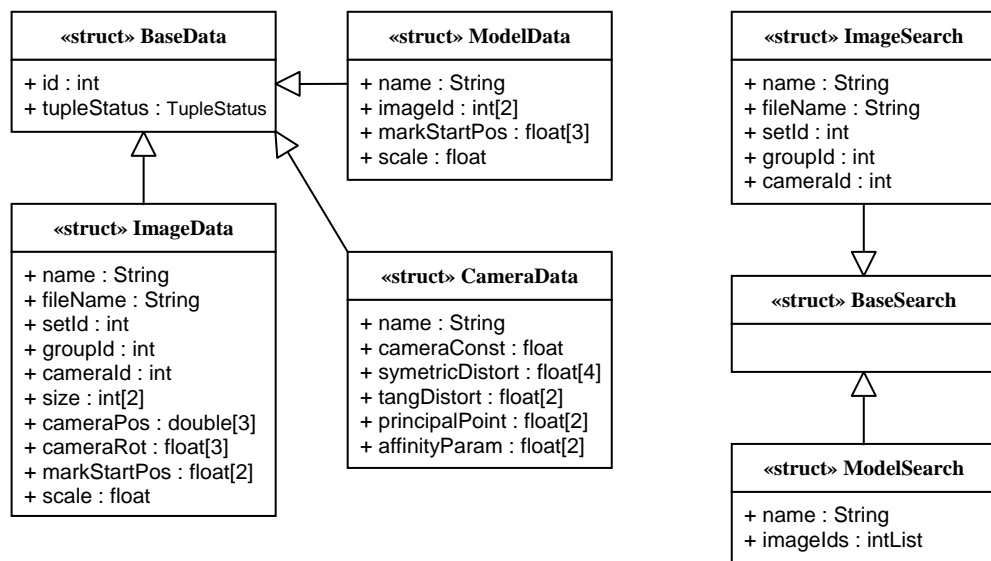 «struct» BaseData
+ id : int
+ tupleStatus : TupleStatus
«struct» ModelData
+ name : String
+ imageId : int[2]
+ markStartPos : float[3]
+ scale : float
«struct» ImageData
+ name : String
+ fileName : String
+ setId : int
+ groupId : int
+ cameraId : int
+ size : int[2]
+ cameraPos : double[3]
+ cameraRot : float[3]
+ markStartPos : float[2]
+ scale : float
«struct» CameraData
+ name : String
+ cameraConst : float
+ symetricDistort : float[4]
+ tangDistort : float[2]
+ principalPoint : float[2]
+ affinityParam : float[2]
«struct» ImageSearch
+ name : String
+ fileName : String
+ setId : int
+ groupId : int
+ cameraId : int
«struct» BaseSearch
«struct» ModelSearch
+ name : String
+ imageIds : intList